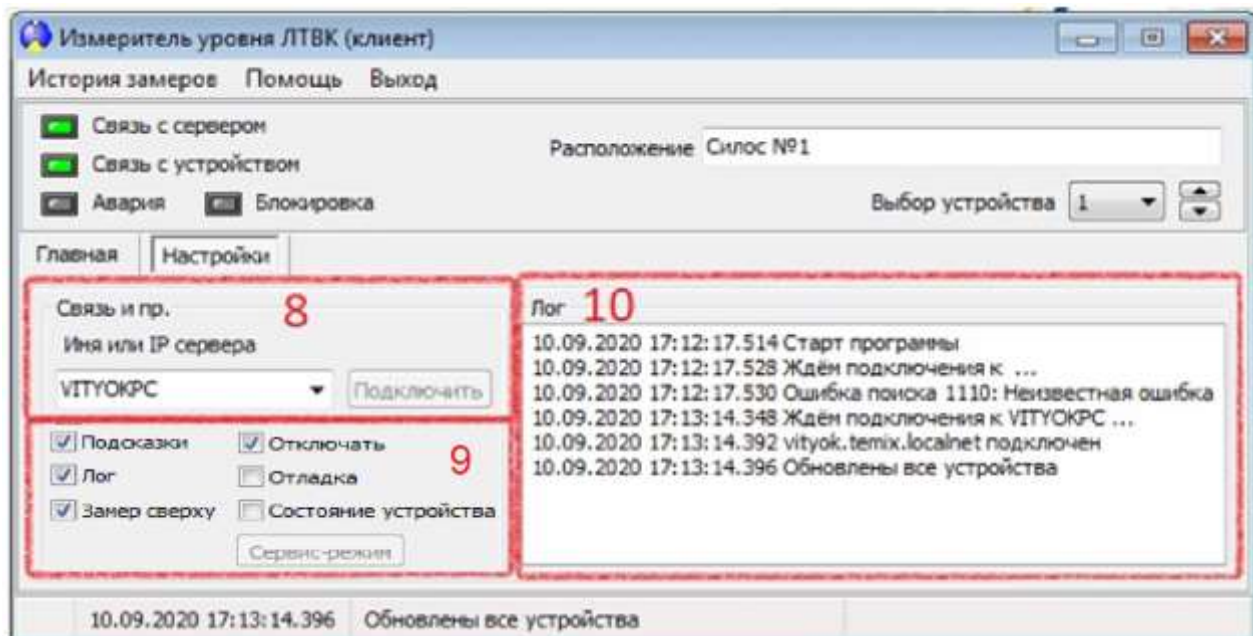 Измеритель уровня ЛТВК (клиент)
История замеров Помощь Выход
Связь с сервером
Связь с устройством
Авария Блокировка
Расположение Силос №1
Выбор устройства 1
Главная Настройки
8
Связь и пр.
Имя или IP сервера
VITYOKPC Подключить
9
Подсказки Отключать
Лог Отладка
Замер сверху Состояние устройства
Сервис-режим
Лог 10
10.09.2020 17:12:17.514 Старт программы
10.09.2020 17:12:17.528 Ждём подключения к ...
10.09.2020 17:12:17.530 Ошибка поиска 1110: Неизвестная ошибка
10.09.2020 17:13:14.348 Ждём подключения к VITYOKPC ...
10.09.2020 17:13:14.392 vityok.temix.localnet подключен
10.09.2020 17:13:14.396 Обновлены все устройства
10.09.2020 17:13:14.396 Обновлены все устройства